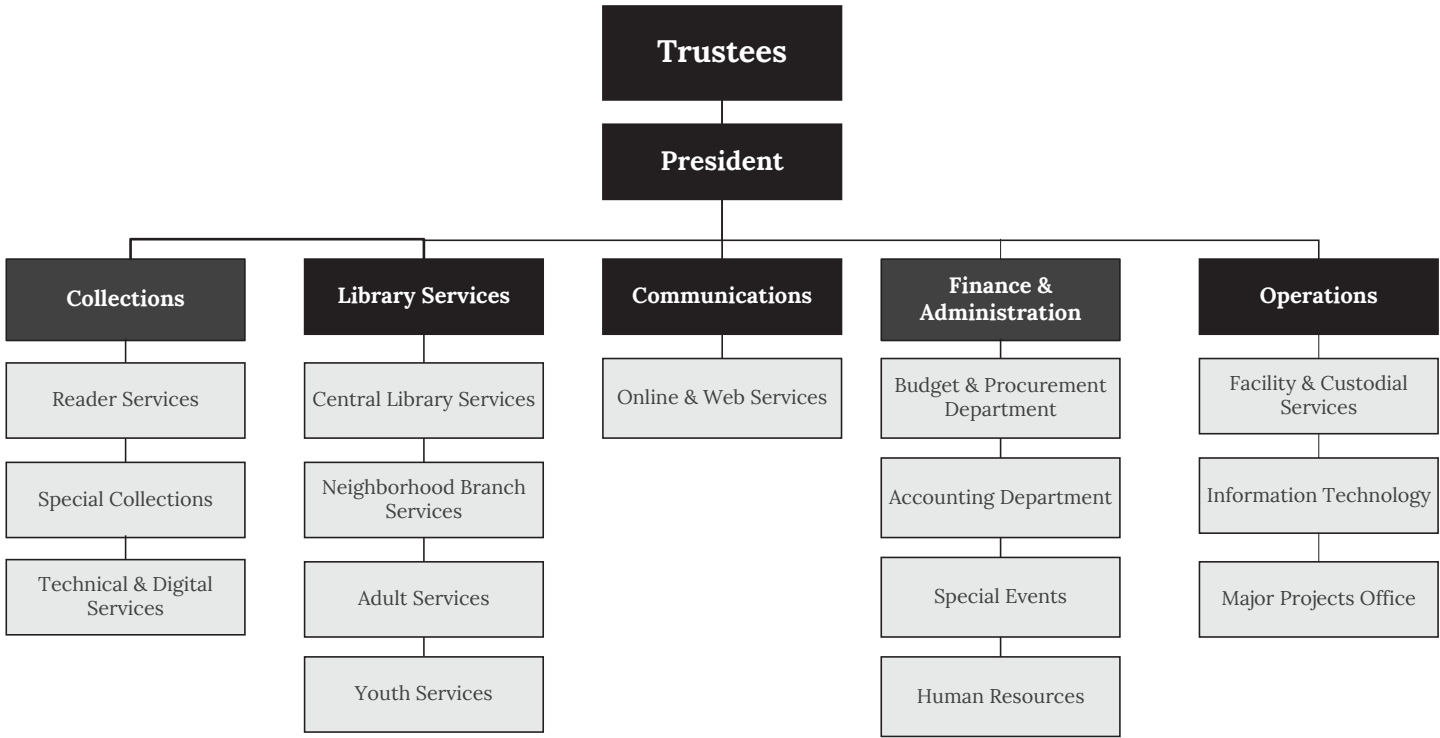 Trustees
President
Collections
Library Services
Communications
Finance &
Administration
Operations
Reader Services
Special Collections
Technical & Digital
Services
Central Library Services
Neighborhood Branch
Services
Adult Services
Youth Services
Online & Web Services
Budget & Procurement
Department
Accounting Department
Special Events
Human Resources
Facility & Custodial
Services
Information Technology
Major Projects Office